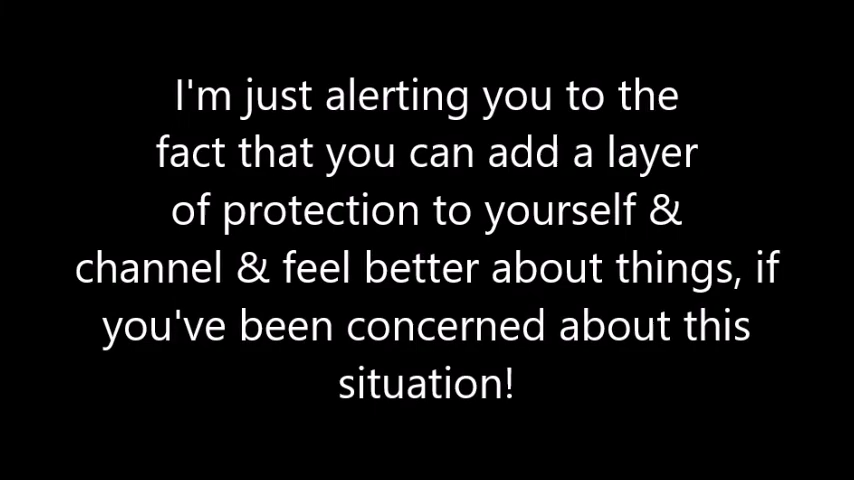 I'm just alerting you to the
fact that you can add a layer
of protection to yourself &
channel & feel better about things, if
you've been concerned about this
situation!